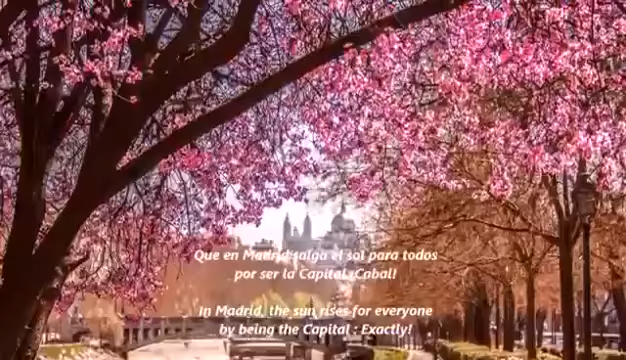 Que en Madrid salga el sol para todos
por ser la Capital ¡Cabal!
In Madrid, the sun rises for everyone
by being the Capital : Exactly!